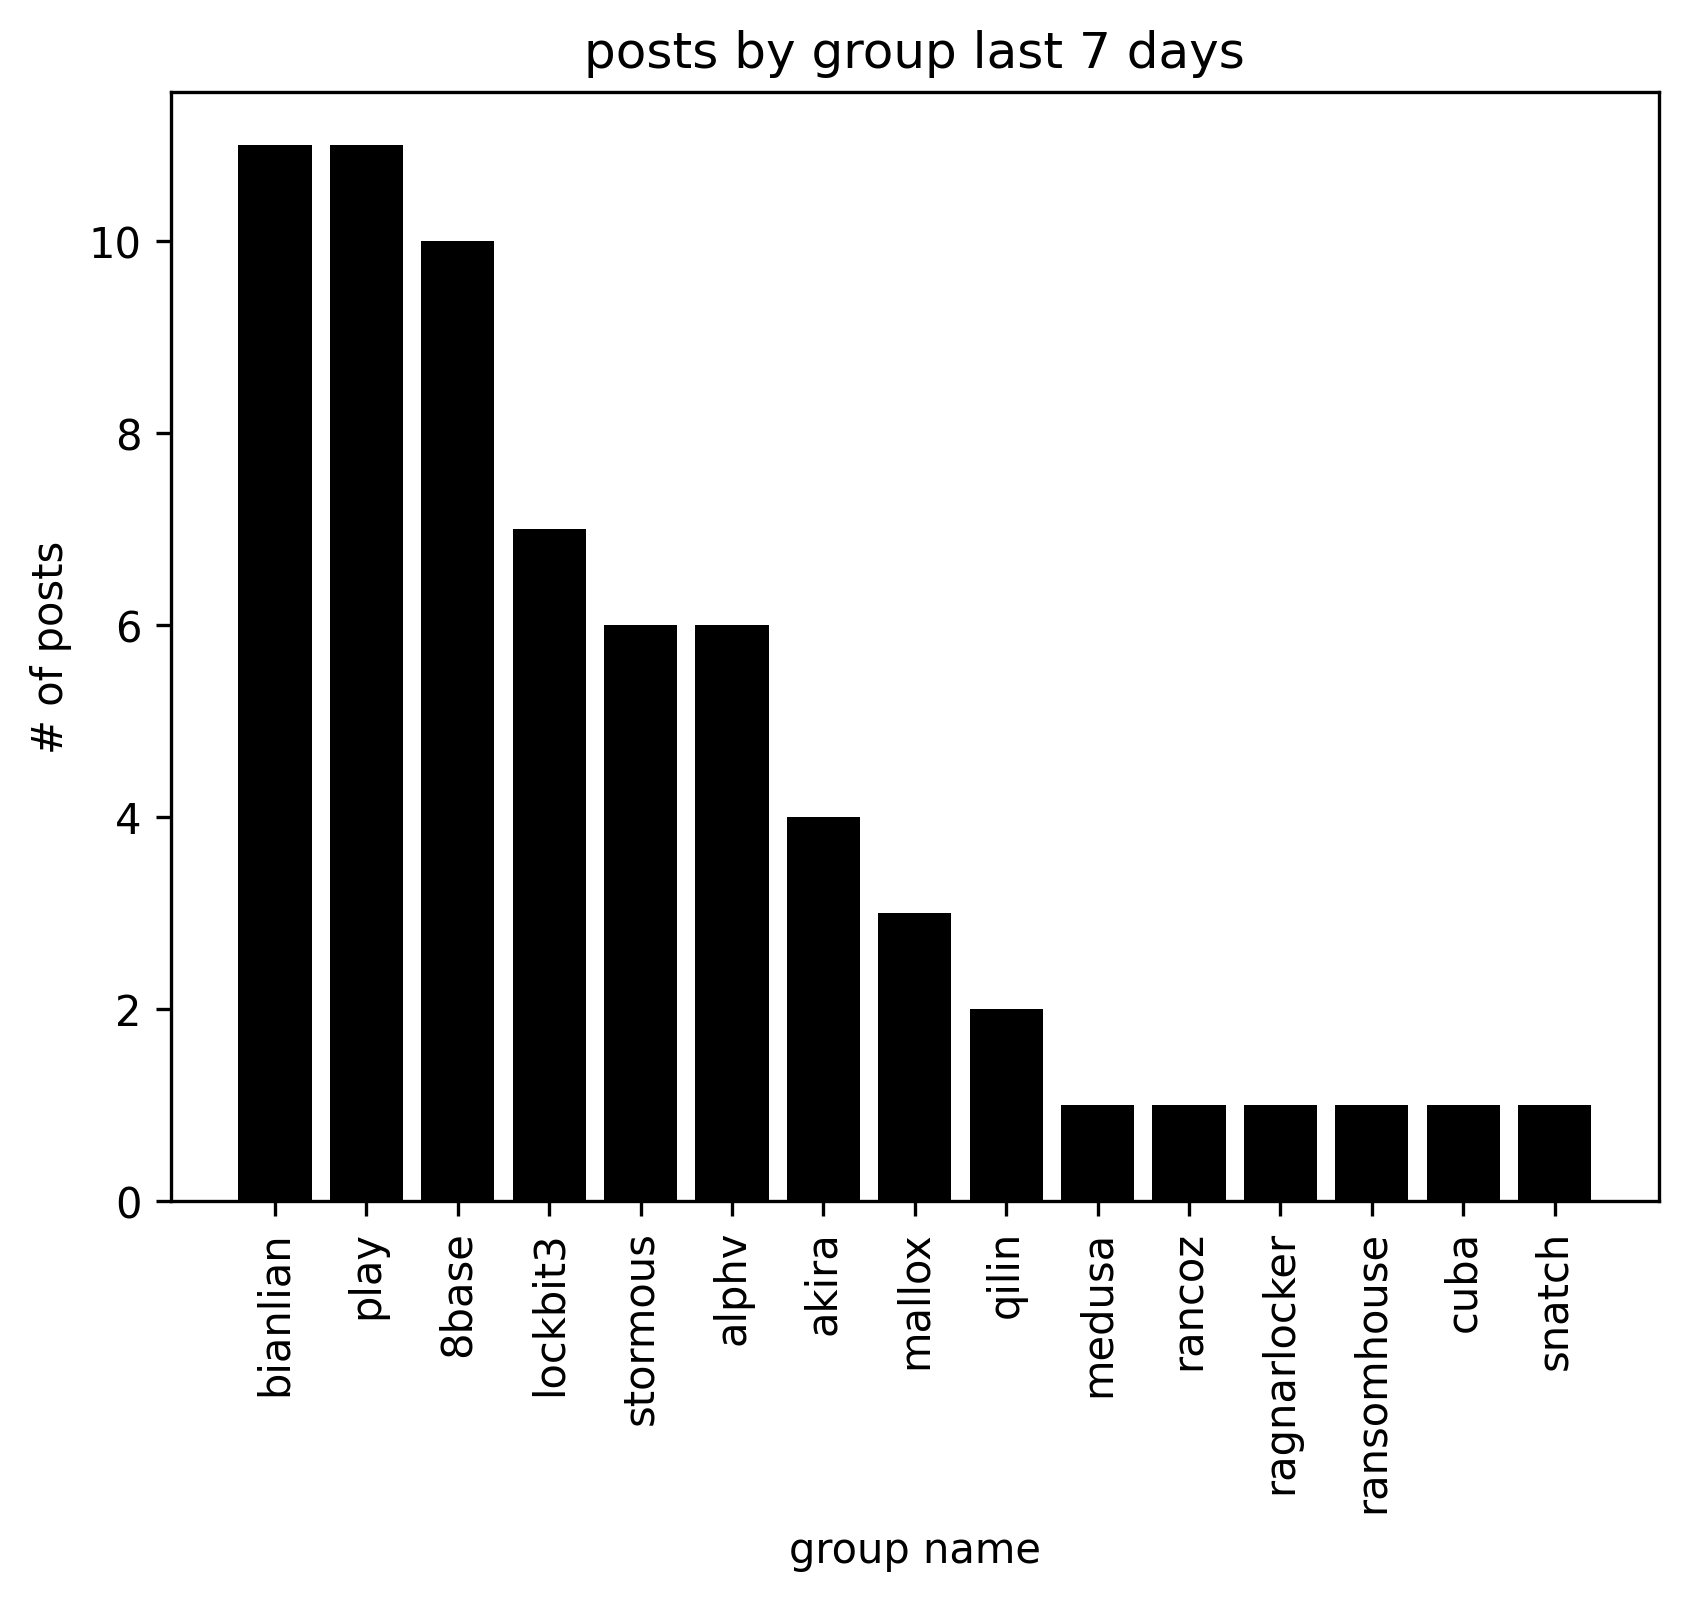 posts by group last 7 days
# of posts
10
8
6
4
2
0
bianlian
play
8base
lockbit3
stormous
alphv
akira
mallox
qilin
medusa
rancoz
ragnarlocker
ransomhouse
cuba
snatch
group name